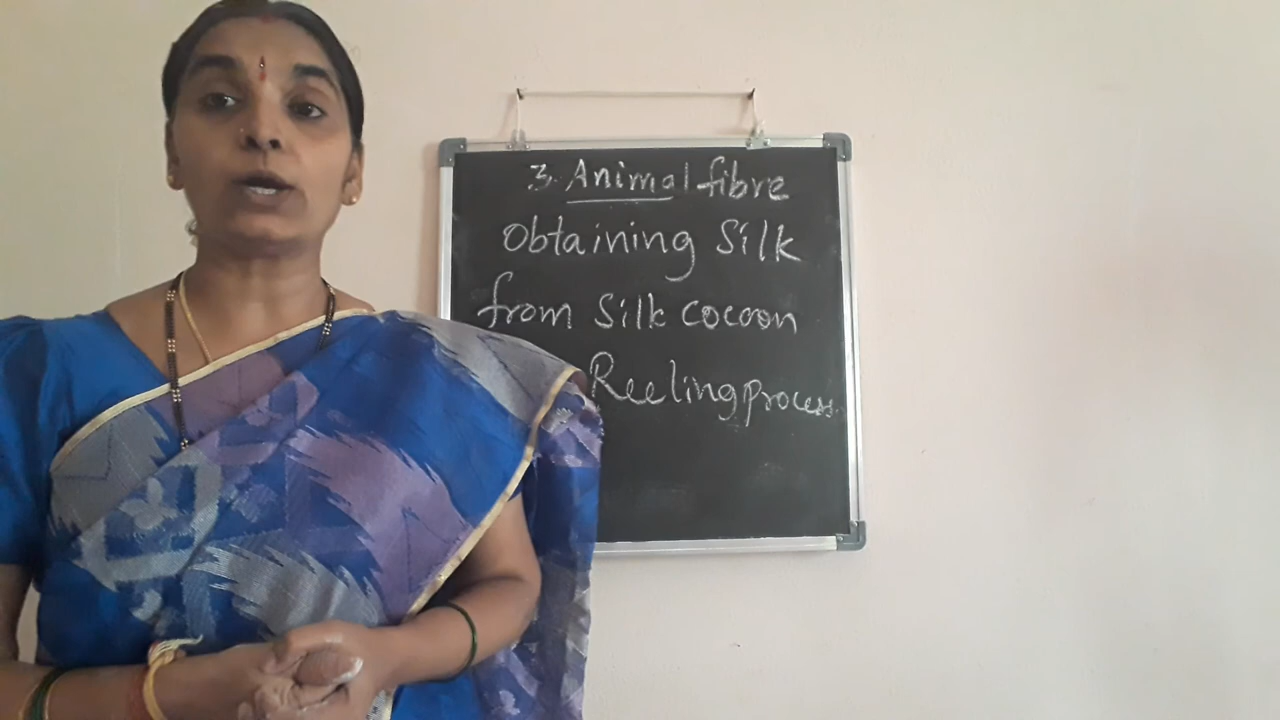 3. Animal fibre
Obtaining Silk
from Silk cocoon
Reeling process.